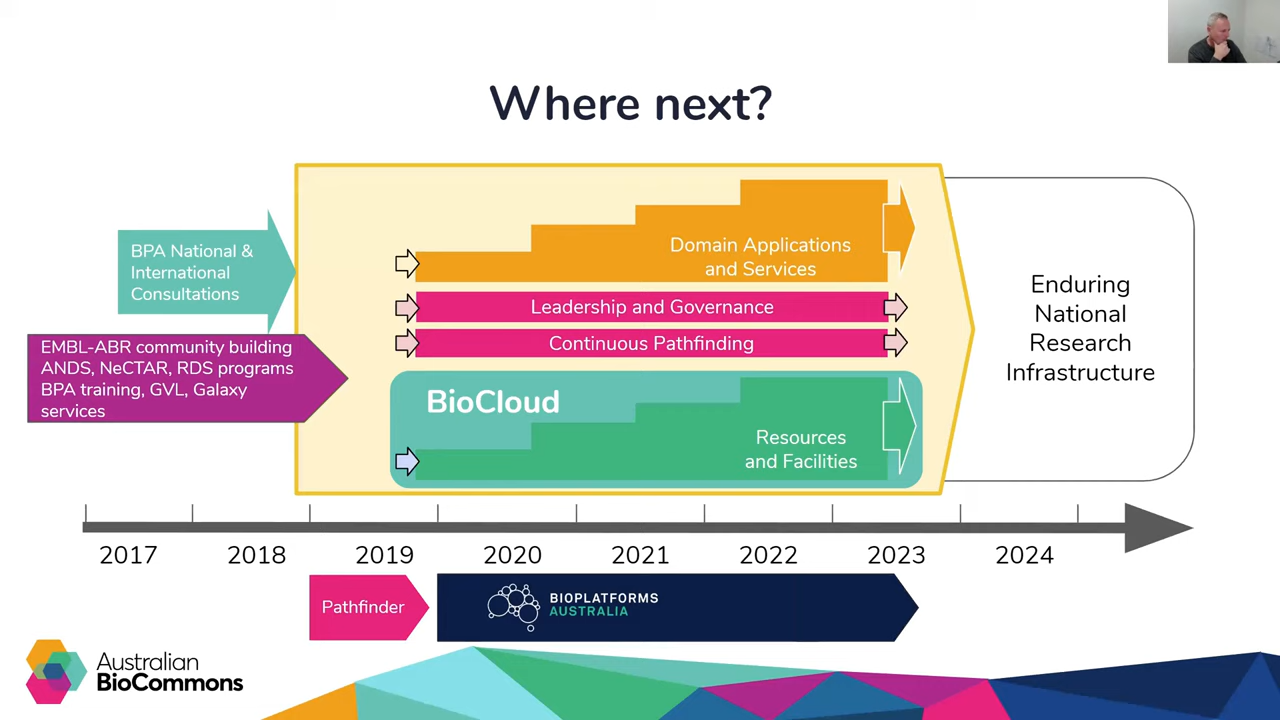 Where next?
BPA National &
International
Consultations
EMBL-ABR community building
ANDS, NeCTAR, RDS programs
BPA training, GVL, Galaxy
services
Domain Applications
and Services
Leadership and Governance
Continuous Pathfinding
BioCloud
Resources
and Facilities
Enduring
National
Research
Infrastructure
2017 2018 2019 2020 2021 2022 2023 2024
Pathfinder
BIOPLATFORMS
AUSTRALIA
Australian
BioCommons